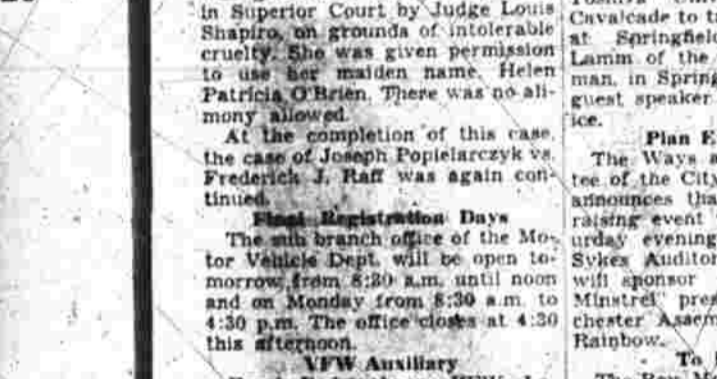 in Superior Court by Judge Louis
Shapiro, on grounds of intolerable
cruelty. She was given permission
to use her maiden name, Helen
Patricia O'Brien. There was no ali-
mony allowed.
At the completion of this case,
the case of Joseph Popielarczyk vs.
Frederick J. Raff was again con-
tinued.
Final Registration Days
The sub branch office of the Mo-
tor Vehicle Dept. will be open to-
morrow from 8:30 a.m. until noon
and on Monday from 8:30 a.m. to
4:30 p.m. The office closes at 4:30
this afternoon.
VFW Auxiliary
Cavalcade to
at Springfield
Lamm of the
man, in Spring
guest speaker
ice.
Plan E
The Ways a
tee of the City
announces tha
raising event
urday evening
Sykes Auditor
will sponsor
Minstrel" pres
chester Assem
Rainbow.
To